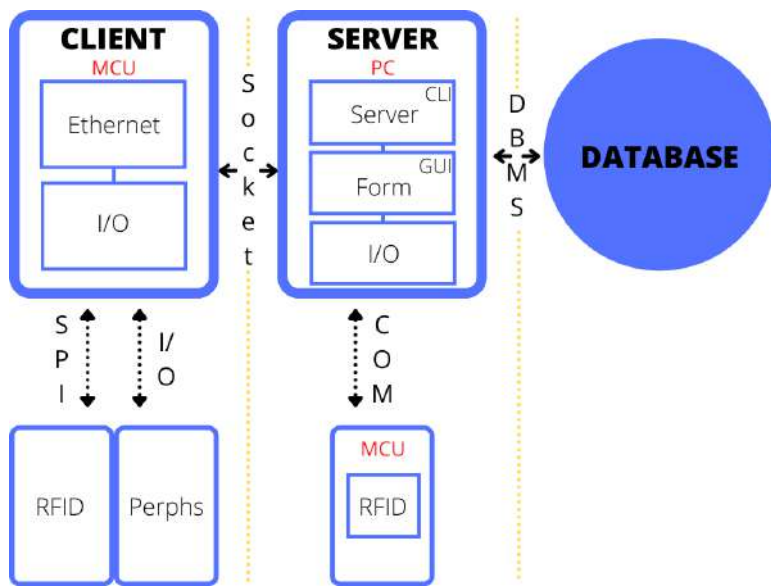 CLIENT
MCU
Ethernet
I/O
Socket
SERVER
PC
CLI
Server
GUI
Form
I/O
DBMS
DATABASE
SPI
I/O
COM
RFID
Perphs
MCU
RFID